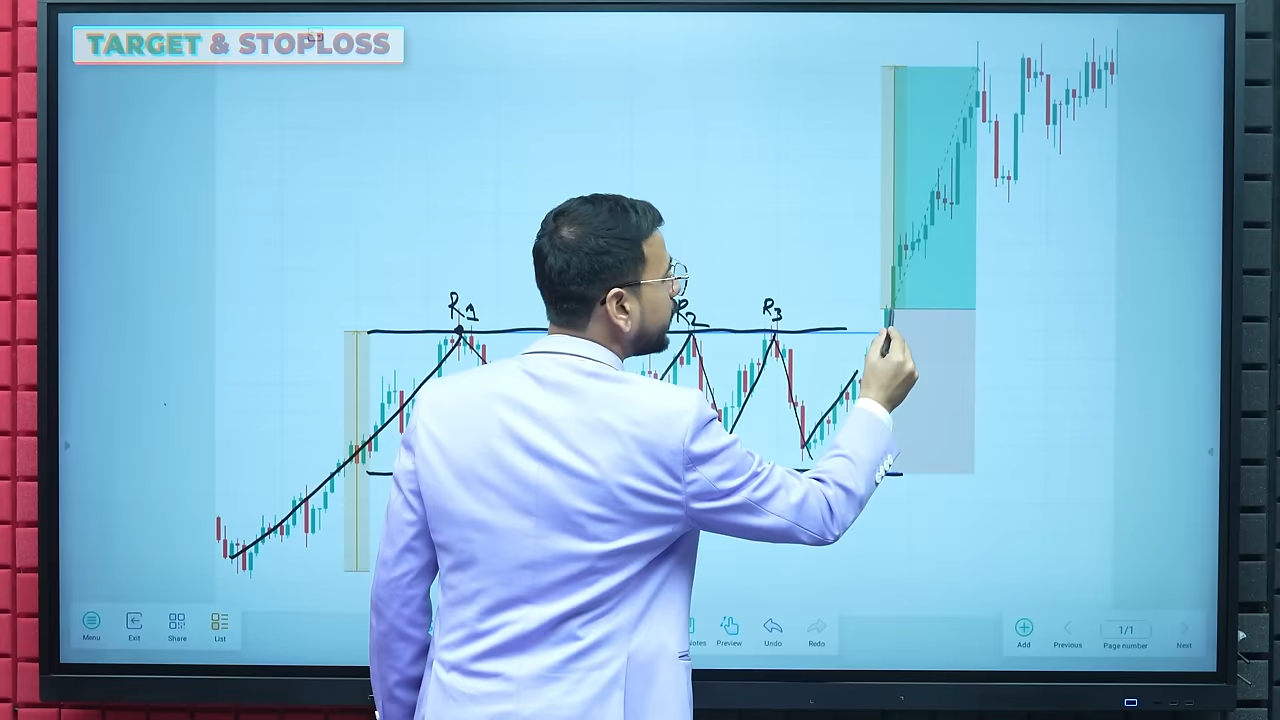 TARGET & STOPLOSS
R1
R2
R3
Menu
Exit
Share
List
Notes
Preview
Undo
Redo
Add
Previous
1/1
Page number
Next